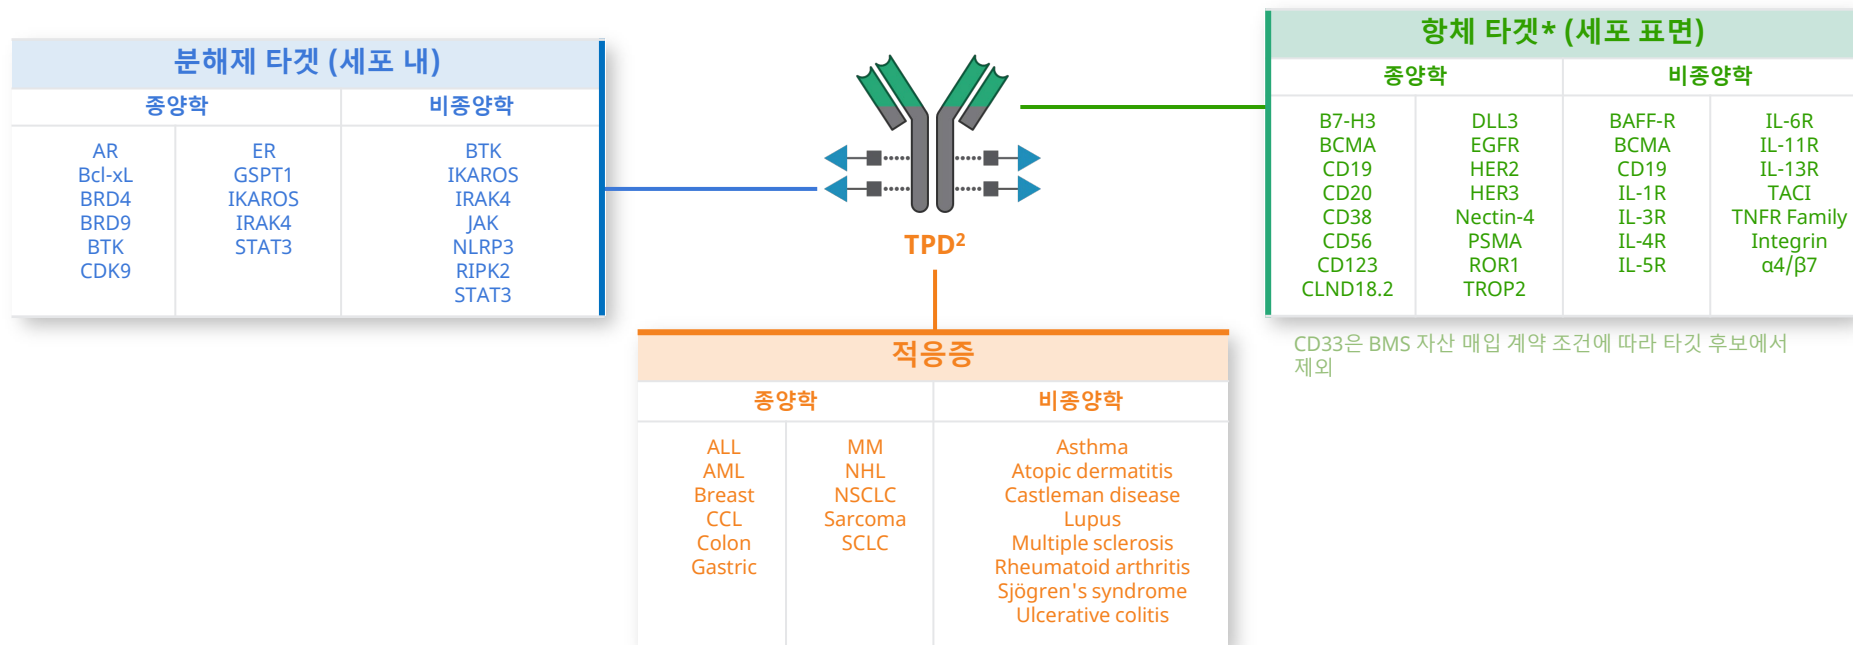 분해제 타겟 (세포 내)
종양학
비종양학
AR
Bcl-xL
BRD4
BRD9
BTK
CDK9
ER
GSPT1
IKAROS
IRAK4
STAT3
BTK
IKAROS
IRAK4
JAK
NLRP3
RIPK2
STAT3
TPD²
항체 타겟* (세포 표면)
종양학
비종양학
B7-H3
BCMA
CD19
CD20
CD38
CD56
CD123
CLND18.2
DLL3
EGFR
HER2
HER3
Nectin-4
PSMA
ROR1
TROP2
BAFF-R
BCMA
CD19
IL-1R
IL-3R
IL-4R
IL-5R
IL-6R
IL-11R
IL-13R
TACI
TNFR Family
Integrin
α4/β7
CD33은 BMS 자산 매입 계약 조건에 따라 타깃 후보에서
제외
적응증
종양학
비종양학
ALL
AML
Breast
CCL
Colon
Gastric
MM
NHL
NSCLC
Sarcoma
SCLC
Asthma
Atopic dermatitis
Castleman disease
Lupus
Multiple sclerosis
Rheumatoid arthritis
Sjögren's syndrome
Ulcerative colitis